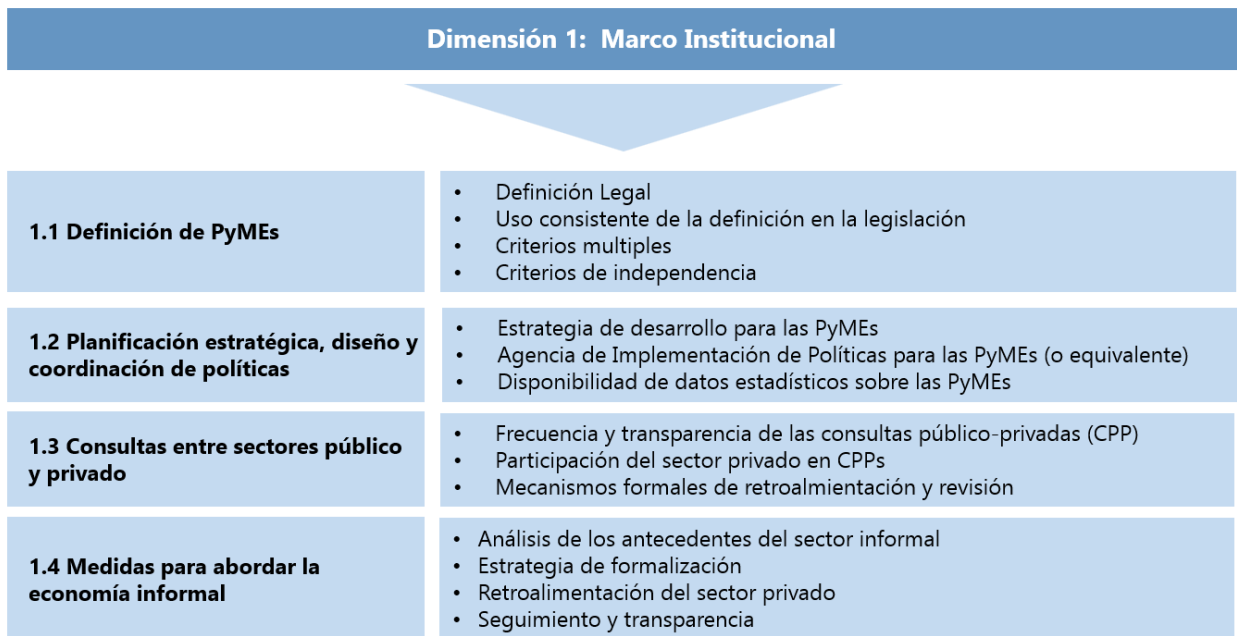 Dimensión 1:  Marco Institucional
1.1 Definición de PyMEs
• Definición Legal
• Uso consistente de la definición en la legislación
• Criterios multiples
• Criterios de independencia
1.2 Planificación estratégica, diseño y
coordinación de políticas
• Estrategia de desarrollo para las PyMEs
• Agencia de Implementación de Políticas para las PyMEs (o equivalente)
• Disponibilidad de datos estadísticos sobre las PyMEs
1.3 Consultas entre sectores público
y privado
• Frecuencia y transparencia de las consultas público-privadas (CPP)
• Participación del sector privado en CPPs
• Mecanismos formales de retroalmientación y revisión
1.4 Medidas para abordar la
economía informal
• Análisis de los antecedentes del sector informal
• Estrategia de formalización
• Retroalimentación del sector privado
• Seguimiento y transparencia